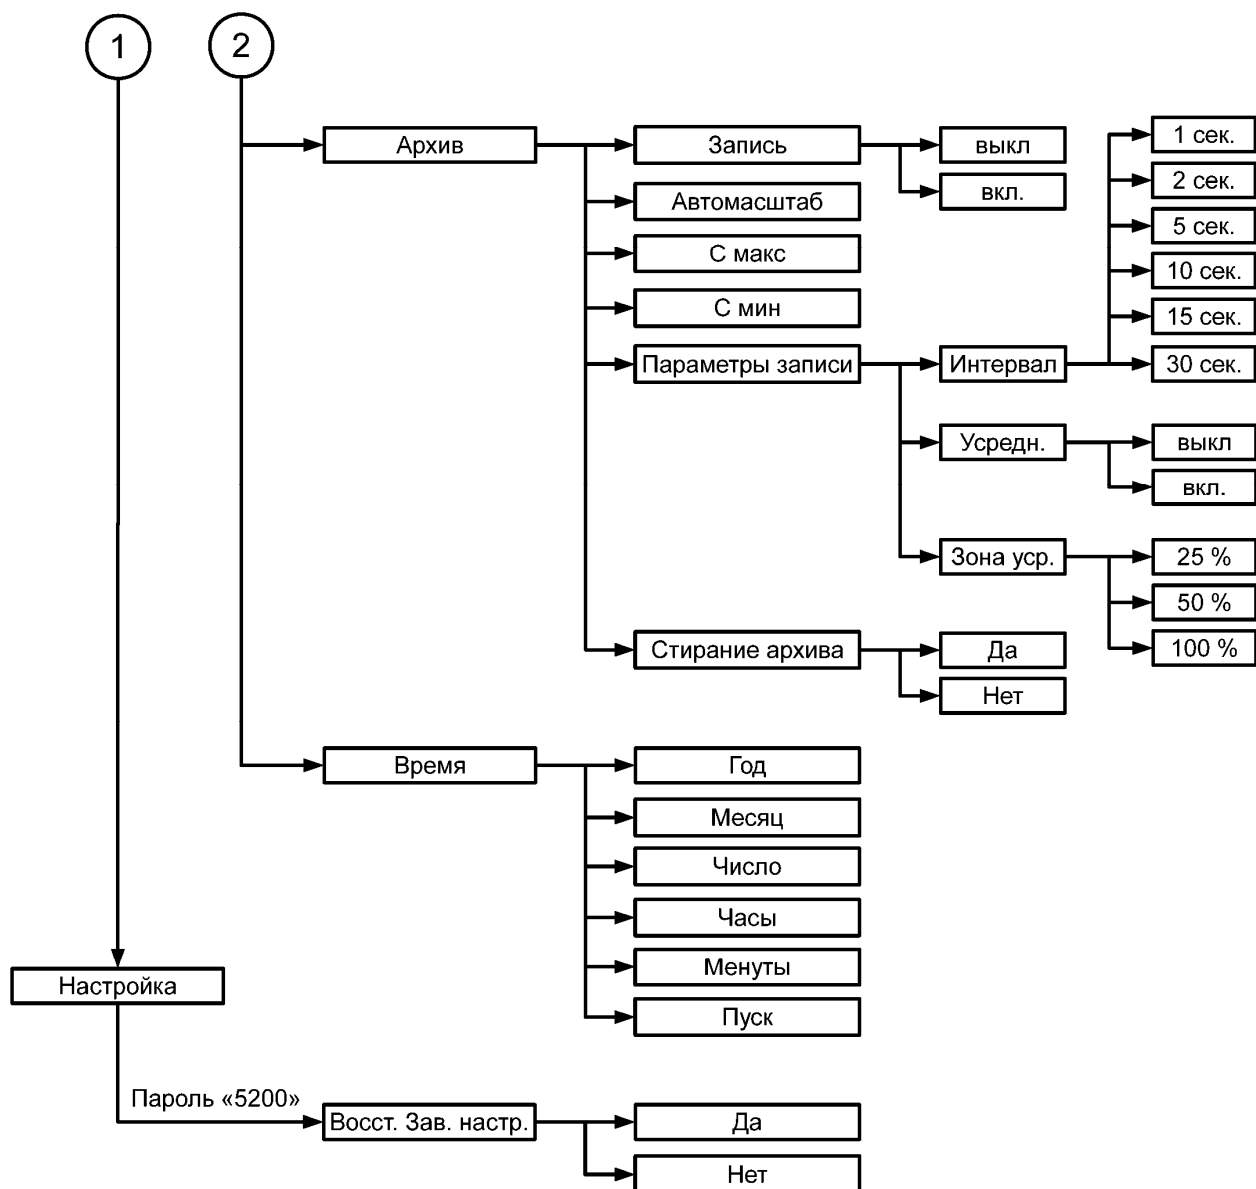 1
2
Архив
Запись
выкл
вкл.
Автомасштаб
С макс
С мин
Параметры записи
Интервал
1 сек.
2 сек.
5 сек.
10 сек.
15 сек.
30 сек.
Усредн.
выкл
вкл.
Зона уср.
25 %
50 %
100 %
Стирание архива
Да
Нет
Время
Год
Месяц
Число
Часы
Менуты
Пуск
Настройка
Пароль «5200»
Восст. Зав. настр.
Да
Нет